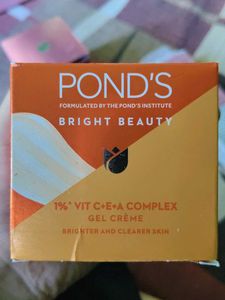 POND'S
FORMULATED BY THE POND'S INSTITUTE
BRIGHT BEAUTY
1%* VIT C+E+A COMPLEX
GEL CRÈME
BRIGHTER AND CLEARER SKIN